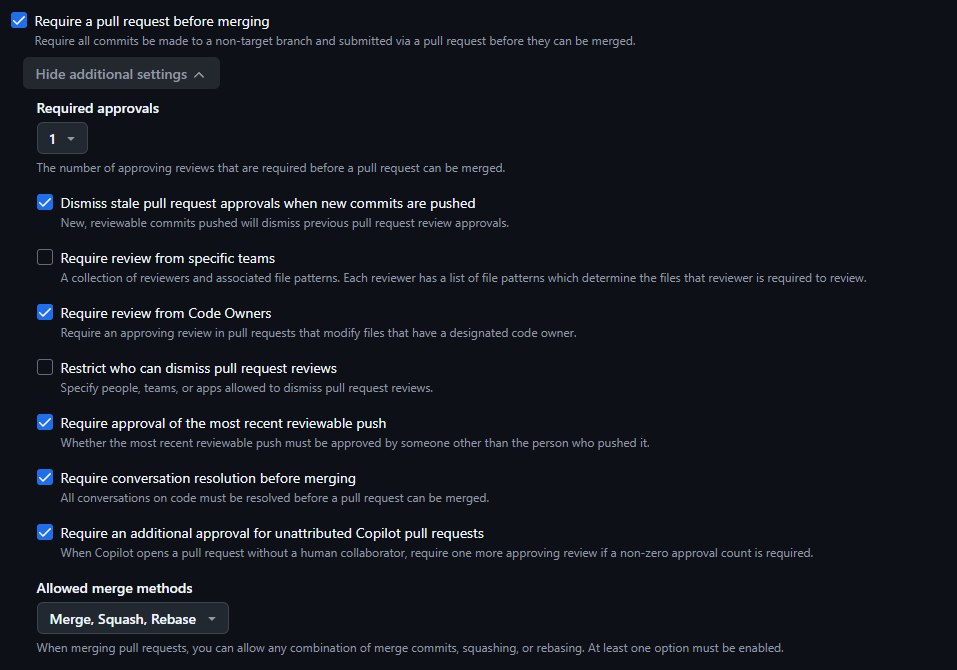 Require a pull request before merging
Require all commits be made to a non-target branch and submitted via a pull request before they can be merged.
Hide additional settings
Required approvals
1
The number of approving reviews that are required before a pull request can be merged.
Dismiss stale pull request approvals when new commits are pushed
New, reviewable commits pushed will dismiss previous pull request review approvals.
Require review from specific teams
A collection of reviewers and associated file patterns. Each reviewer has a list of file patterns which determine the files that reviewer is required to review.
Require review from Code Owners
Require an approving review in pull requests that modify files that have a designated code owner.
Restrict who can dismiss pull request reviews
Specify people, teams, or apps allowed to dismiss pull request reviews.
Require approval of the most recent reviewable push
Whether the most recent reviewable push must be approved by someone other than the person who pushed it.
Require conversation resolution before merging
All conversations on code must be resolved before a pull request can be merged.
Require an additional approval for unattributed Copilot pull requests
When Copilot opens a pull request without a human collaborator, require one more approving review if a non-zero approval count is required.
Allowed merge methods
Merge, Squash, Rebase
When merging pull requests, you can allow any combination of merge commits, squashing, or rebasing. At least one option must be enabled.